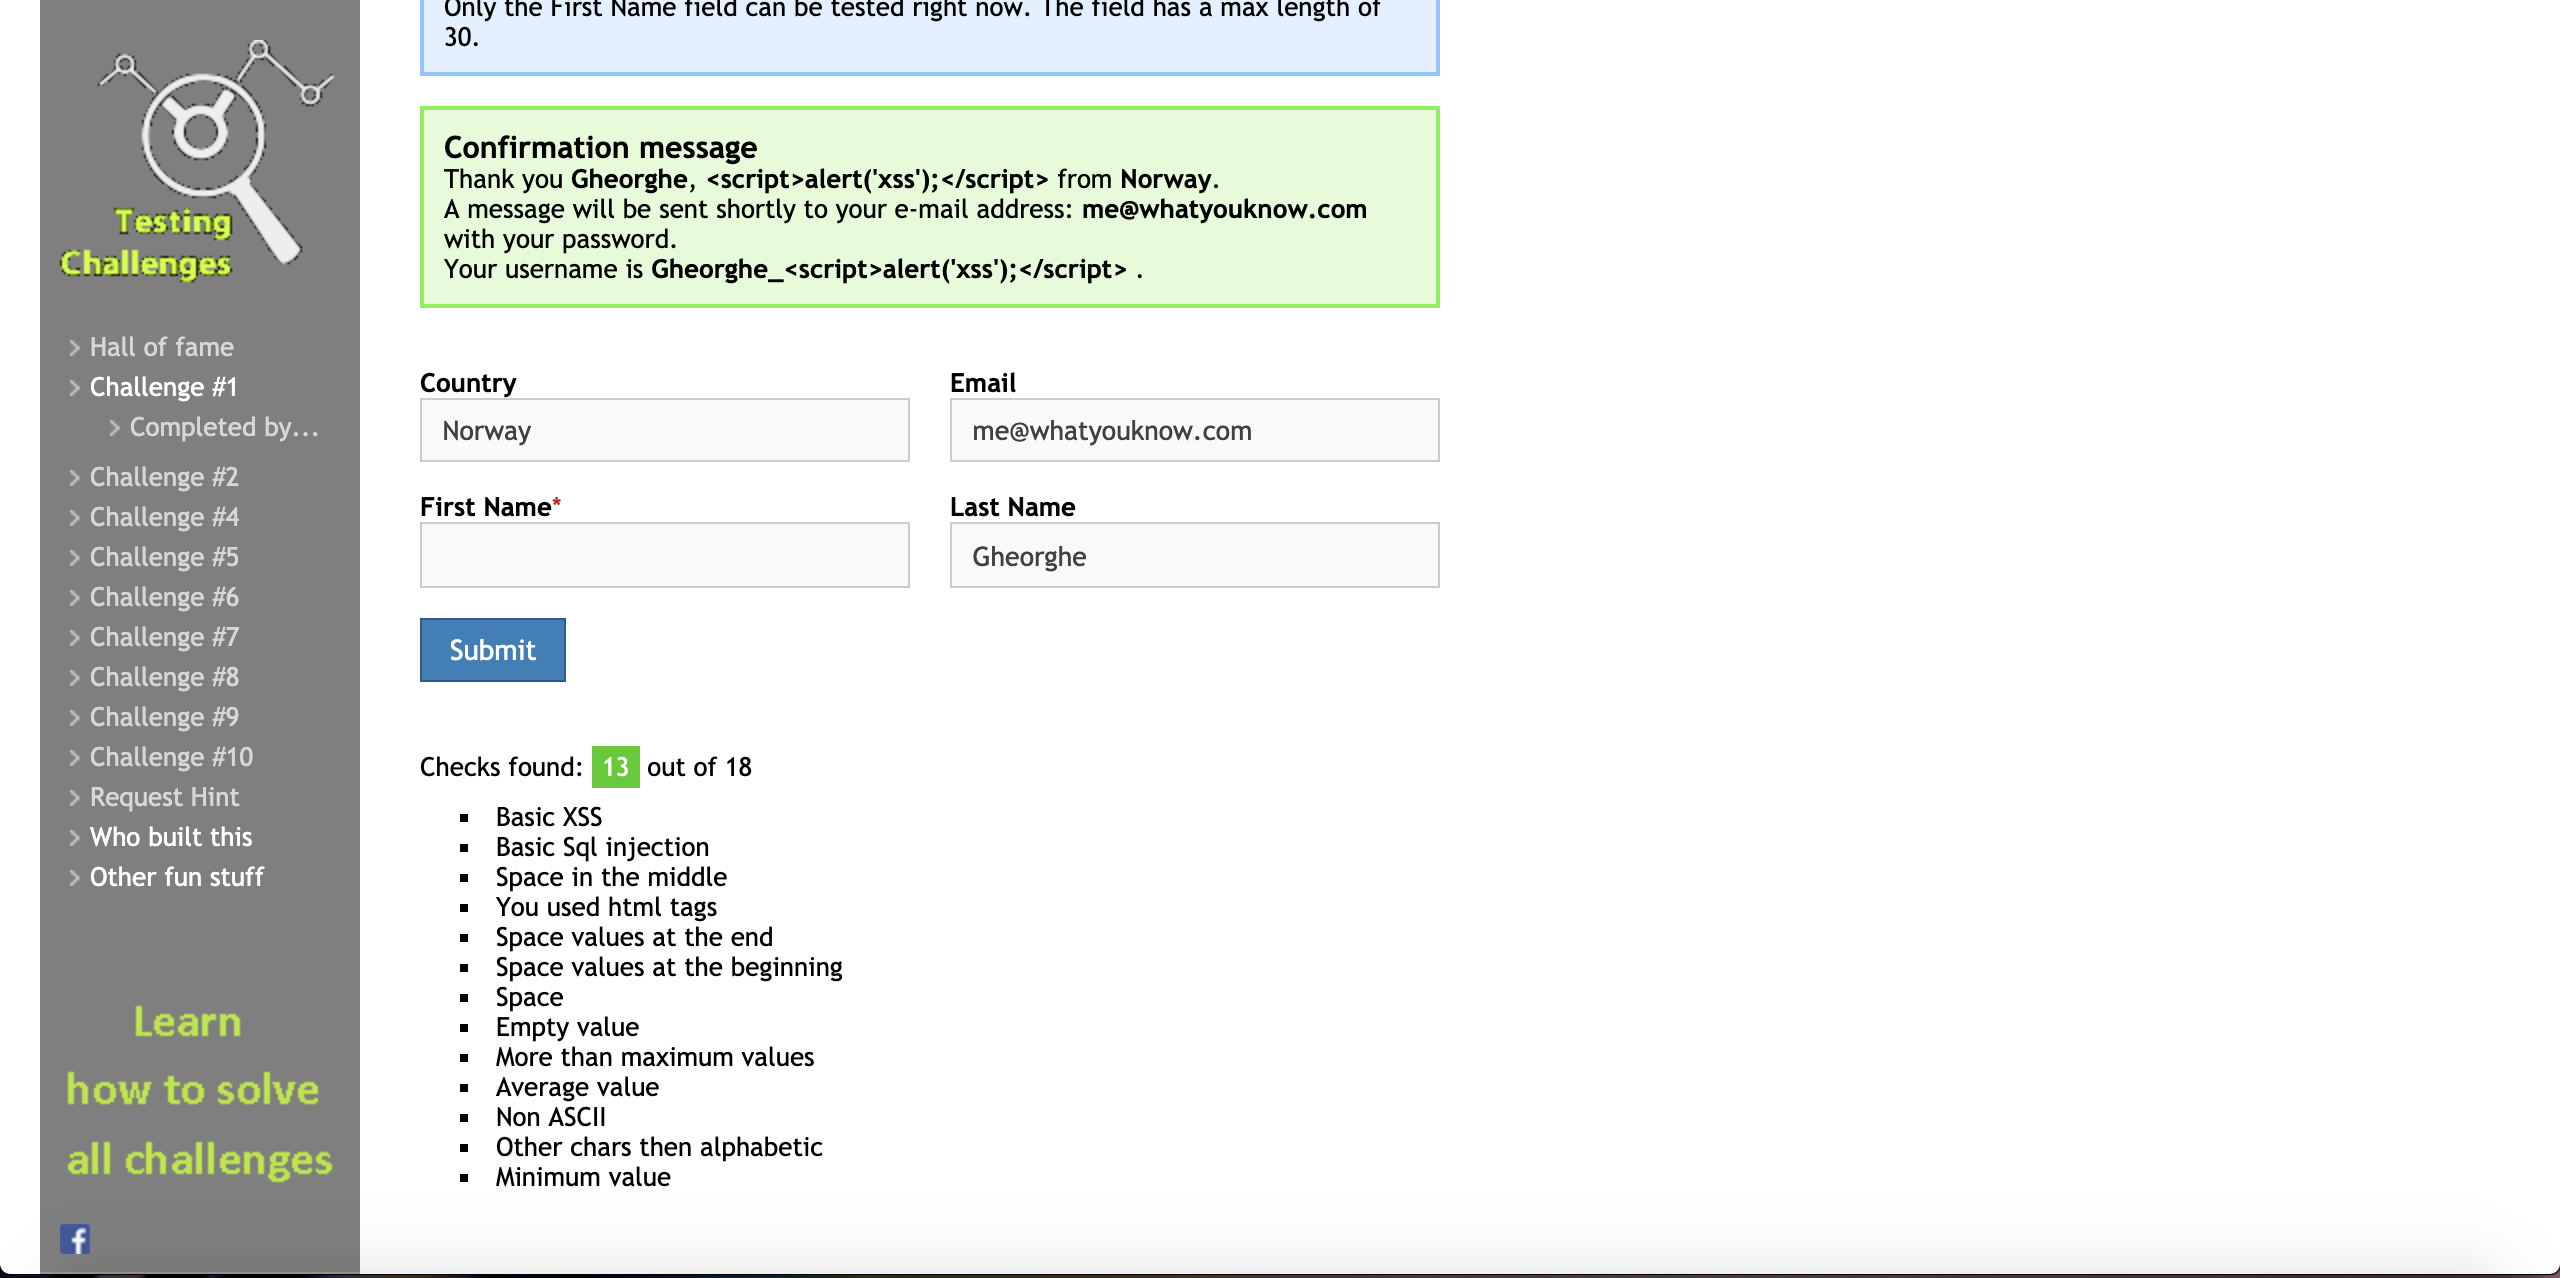 Only the First Name field can be tested right now. The field has a max length of
30.
Testing
Challenges
Hall of fame
Challenge #1
Completed by...
Challenge #2
Challenge #4
Challenge #5
Challenge #6
Challenge #7
Challenge #8
Challenge #9
Challenge #10
Request Hint
Who built this
Other fun stuff
Learn
how to solve
all challenges
f
Confirmation message
Thank you Gheorghe, <script>alert('xss');</script> from Norway.
A message will be sent shortly to your e-mail address: me@whatyouknow.com
with your password.
Your username is Gheorghe_<script>alert('xss');</script> .
Country
Norway
Email
me@whatyouknow.com
First Name*
Last Name
Gheorghe
Submit
Checks found: 13 out of 18
Basic XSS
Basic Sql injection
Space in the middle
You used html tags
Space values at the end
Space values at the beginning
Space
Empty value
More than maximum values
Average value
Non ASCII
Other chars then alphabetic
Minimum value